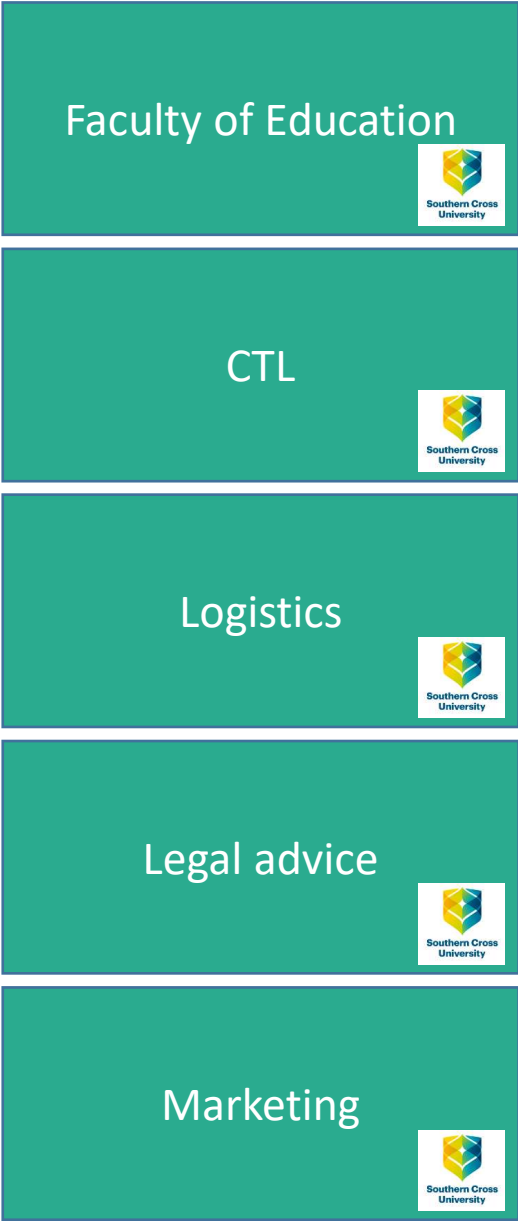 Faculty of Education
Southern Cross
University
CTL
Southern Cross
University
Logistics
Southern Cross
University
Legal advice
Southern Cross
University
Marketing
Southern Cross
University